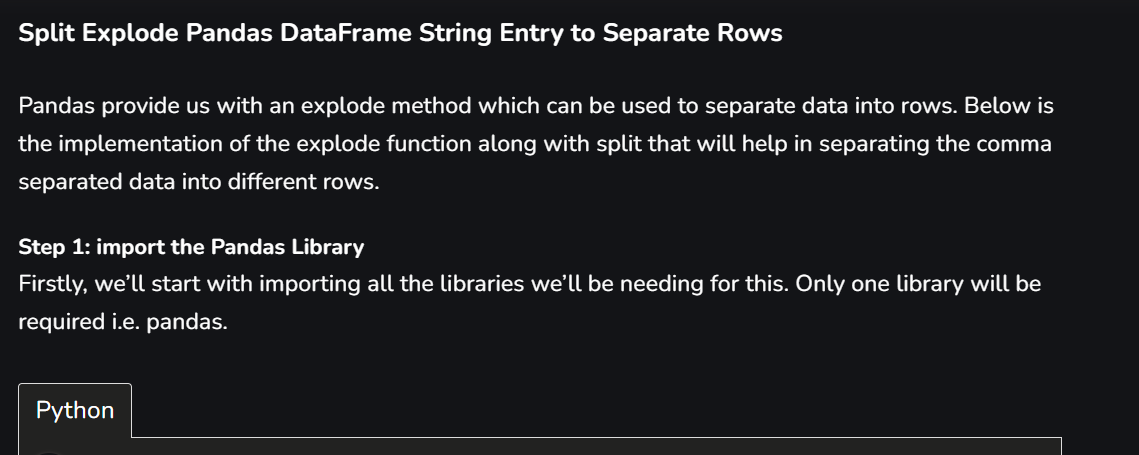 Split Explode Pandas DataFrame String Entry to Separate Rows
Pandas provide us with an explode method which can be used to separate data into rows. Below is
the implementation of the explode function along with split that will help in separating the comma
separated data into different rows.
Step 1: import the Pandas Library
Firstly, we’ll start with importing all the libraries we’ll be needing for this. Only one library will be
required i.e. pandas.
Python